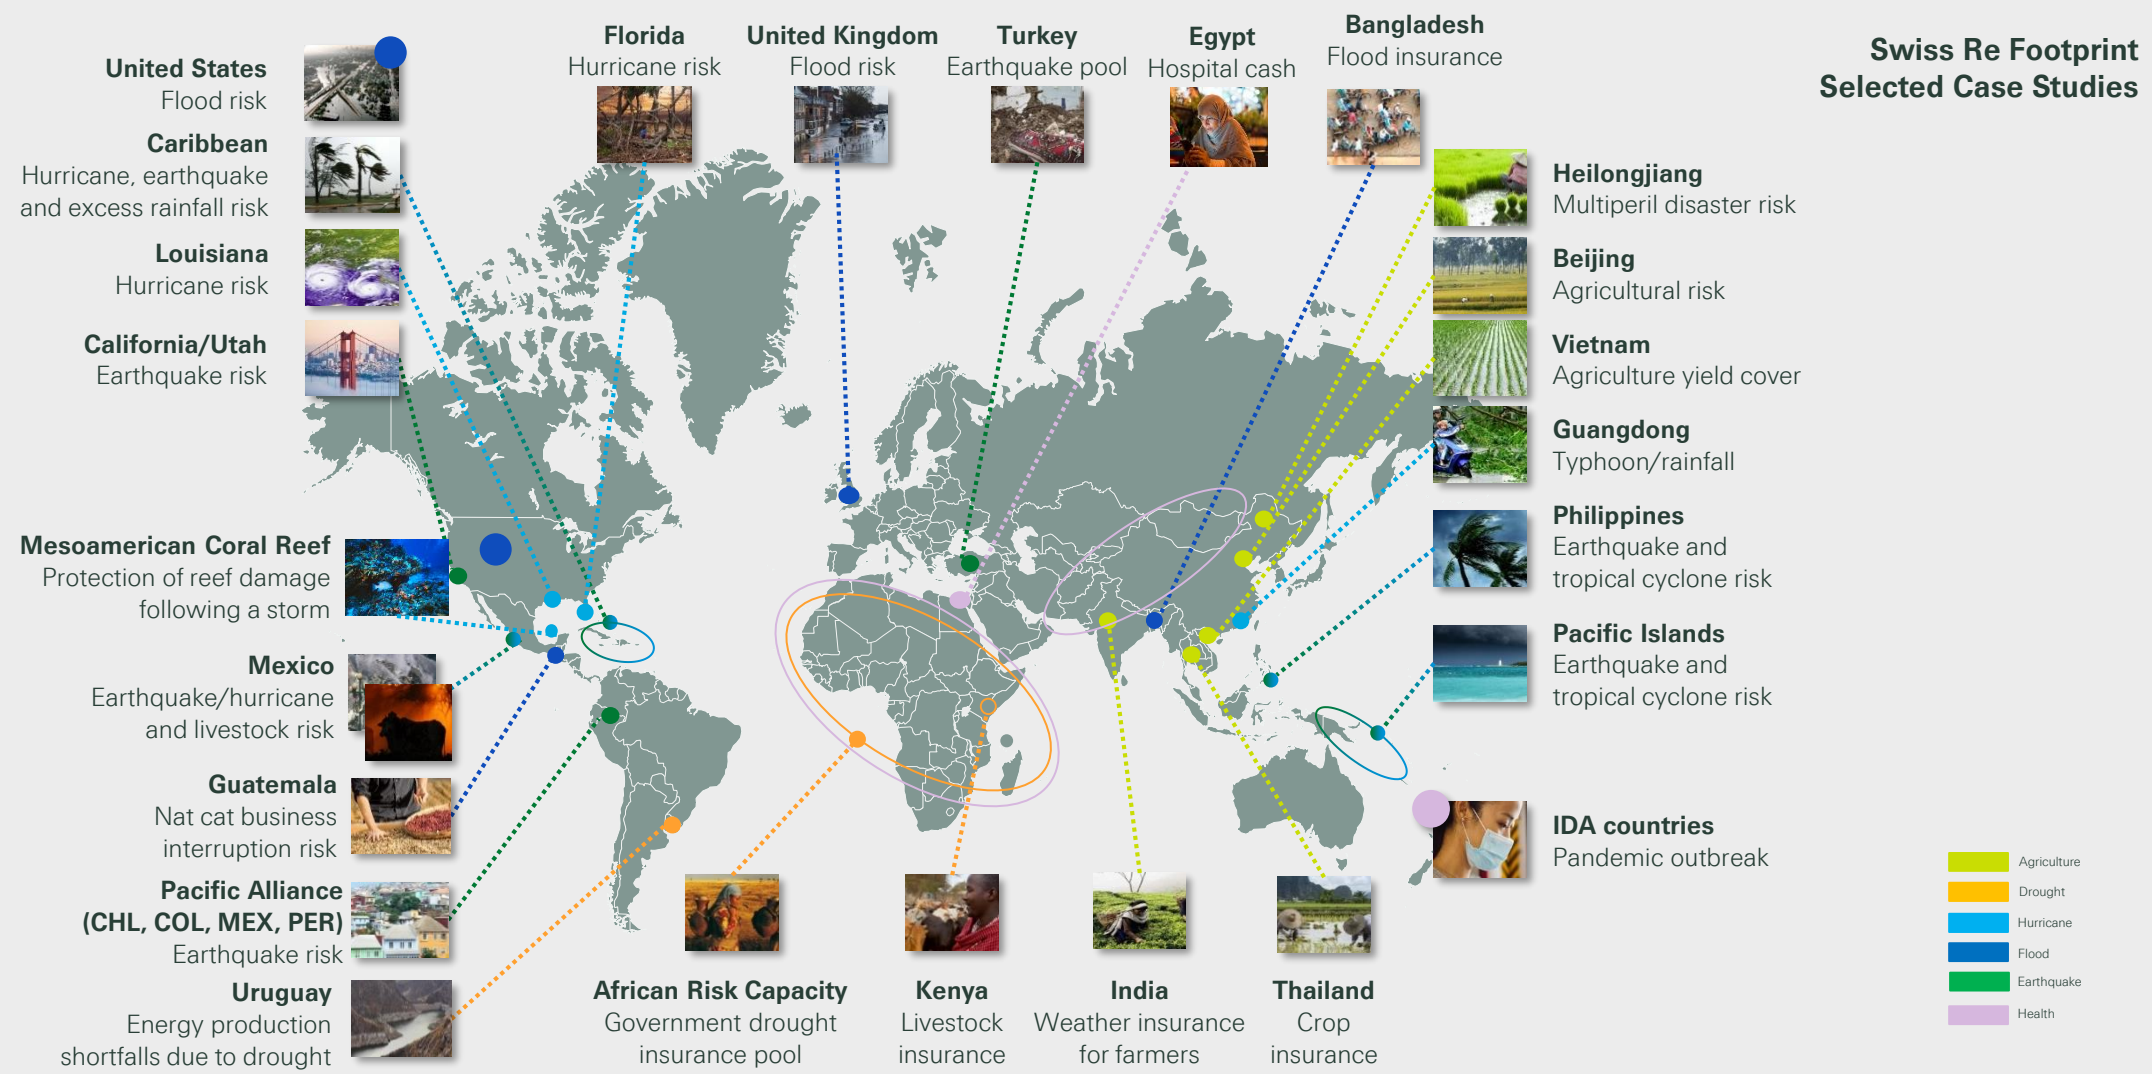 Swiss Re Footprint
Selected Case Studies
United States
Flood risk
Caribbean
Hurricane, earthquake
and excess rainfall risk
Louisiana
Hurricane risk
California/Utah
Earthquake risk
Mesoamerican Coral Reef
Protection of reef damage
following a storm
Mexico
Earthquake/hurricane
and livestock risk
Guatemala
Nat cat business
interruption risk
Pacific Alliance
(CHL, COL, MEX, PER)
Earthquake risk
Uruguay
Energy production
shortfalls due to drought
Florida
Hurricane risk
United Kingdom
Flood risk
Turkey
Earthquake pool
Egypt
Hospital cash
Bangladesh
Flood insurance
Heilongjiang
Multiperil disaster risk
Beijing
Agricultural risk
Vietnam
Agriculture yield cover
Guangdong
Typhoon/rainfall
Philippines
Earthquake and
tropical cyclone risk
Pacific Islands
Earthquake and
tropical cyclone risk
IDA countries
Pandemic outbreak
African Risk Capacity
Government drought
insurance pool
Kenya
Livestock
insurance
India
Weather insurance
for farmers
Thailand
Crop
insurance
Agriculture
Drought
Hurricane
Flood
Earthquake
Health